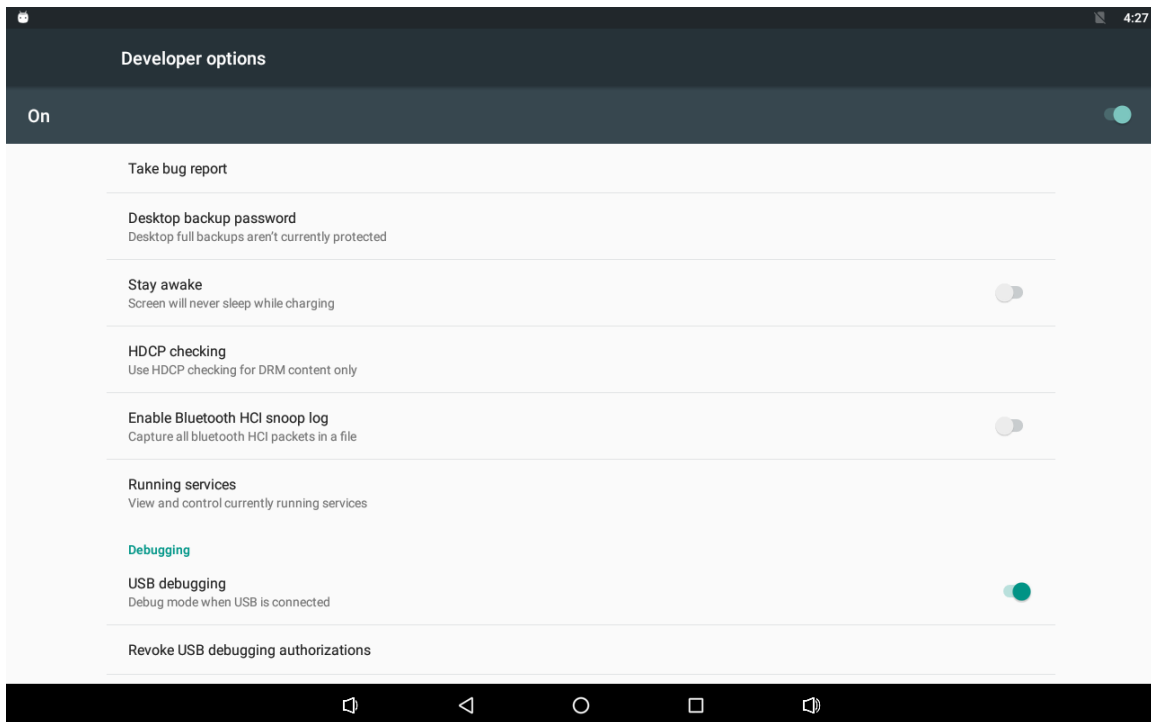 4:27
Developer options
On
Take bug report
Desktop backup password
Desktop full backups aren't currently protected
Stay awake
Screen will never sleep while charging
HDCP checking
Use HDCP checking for DRM content only
Enable Bluetooth HCI snoop log
Capture all bluetooth HCI packets in a file
Running services
View and control currently running services
Debugging
USB debugging
Debug mode when USB is connected
Revoke USB debugging authorizations